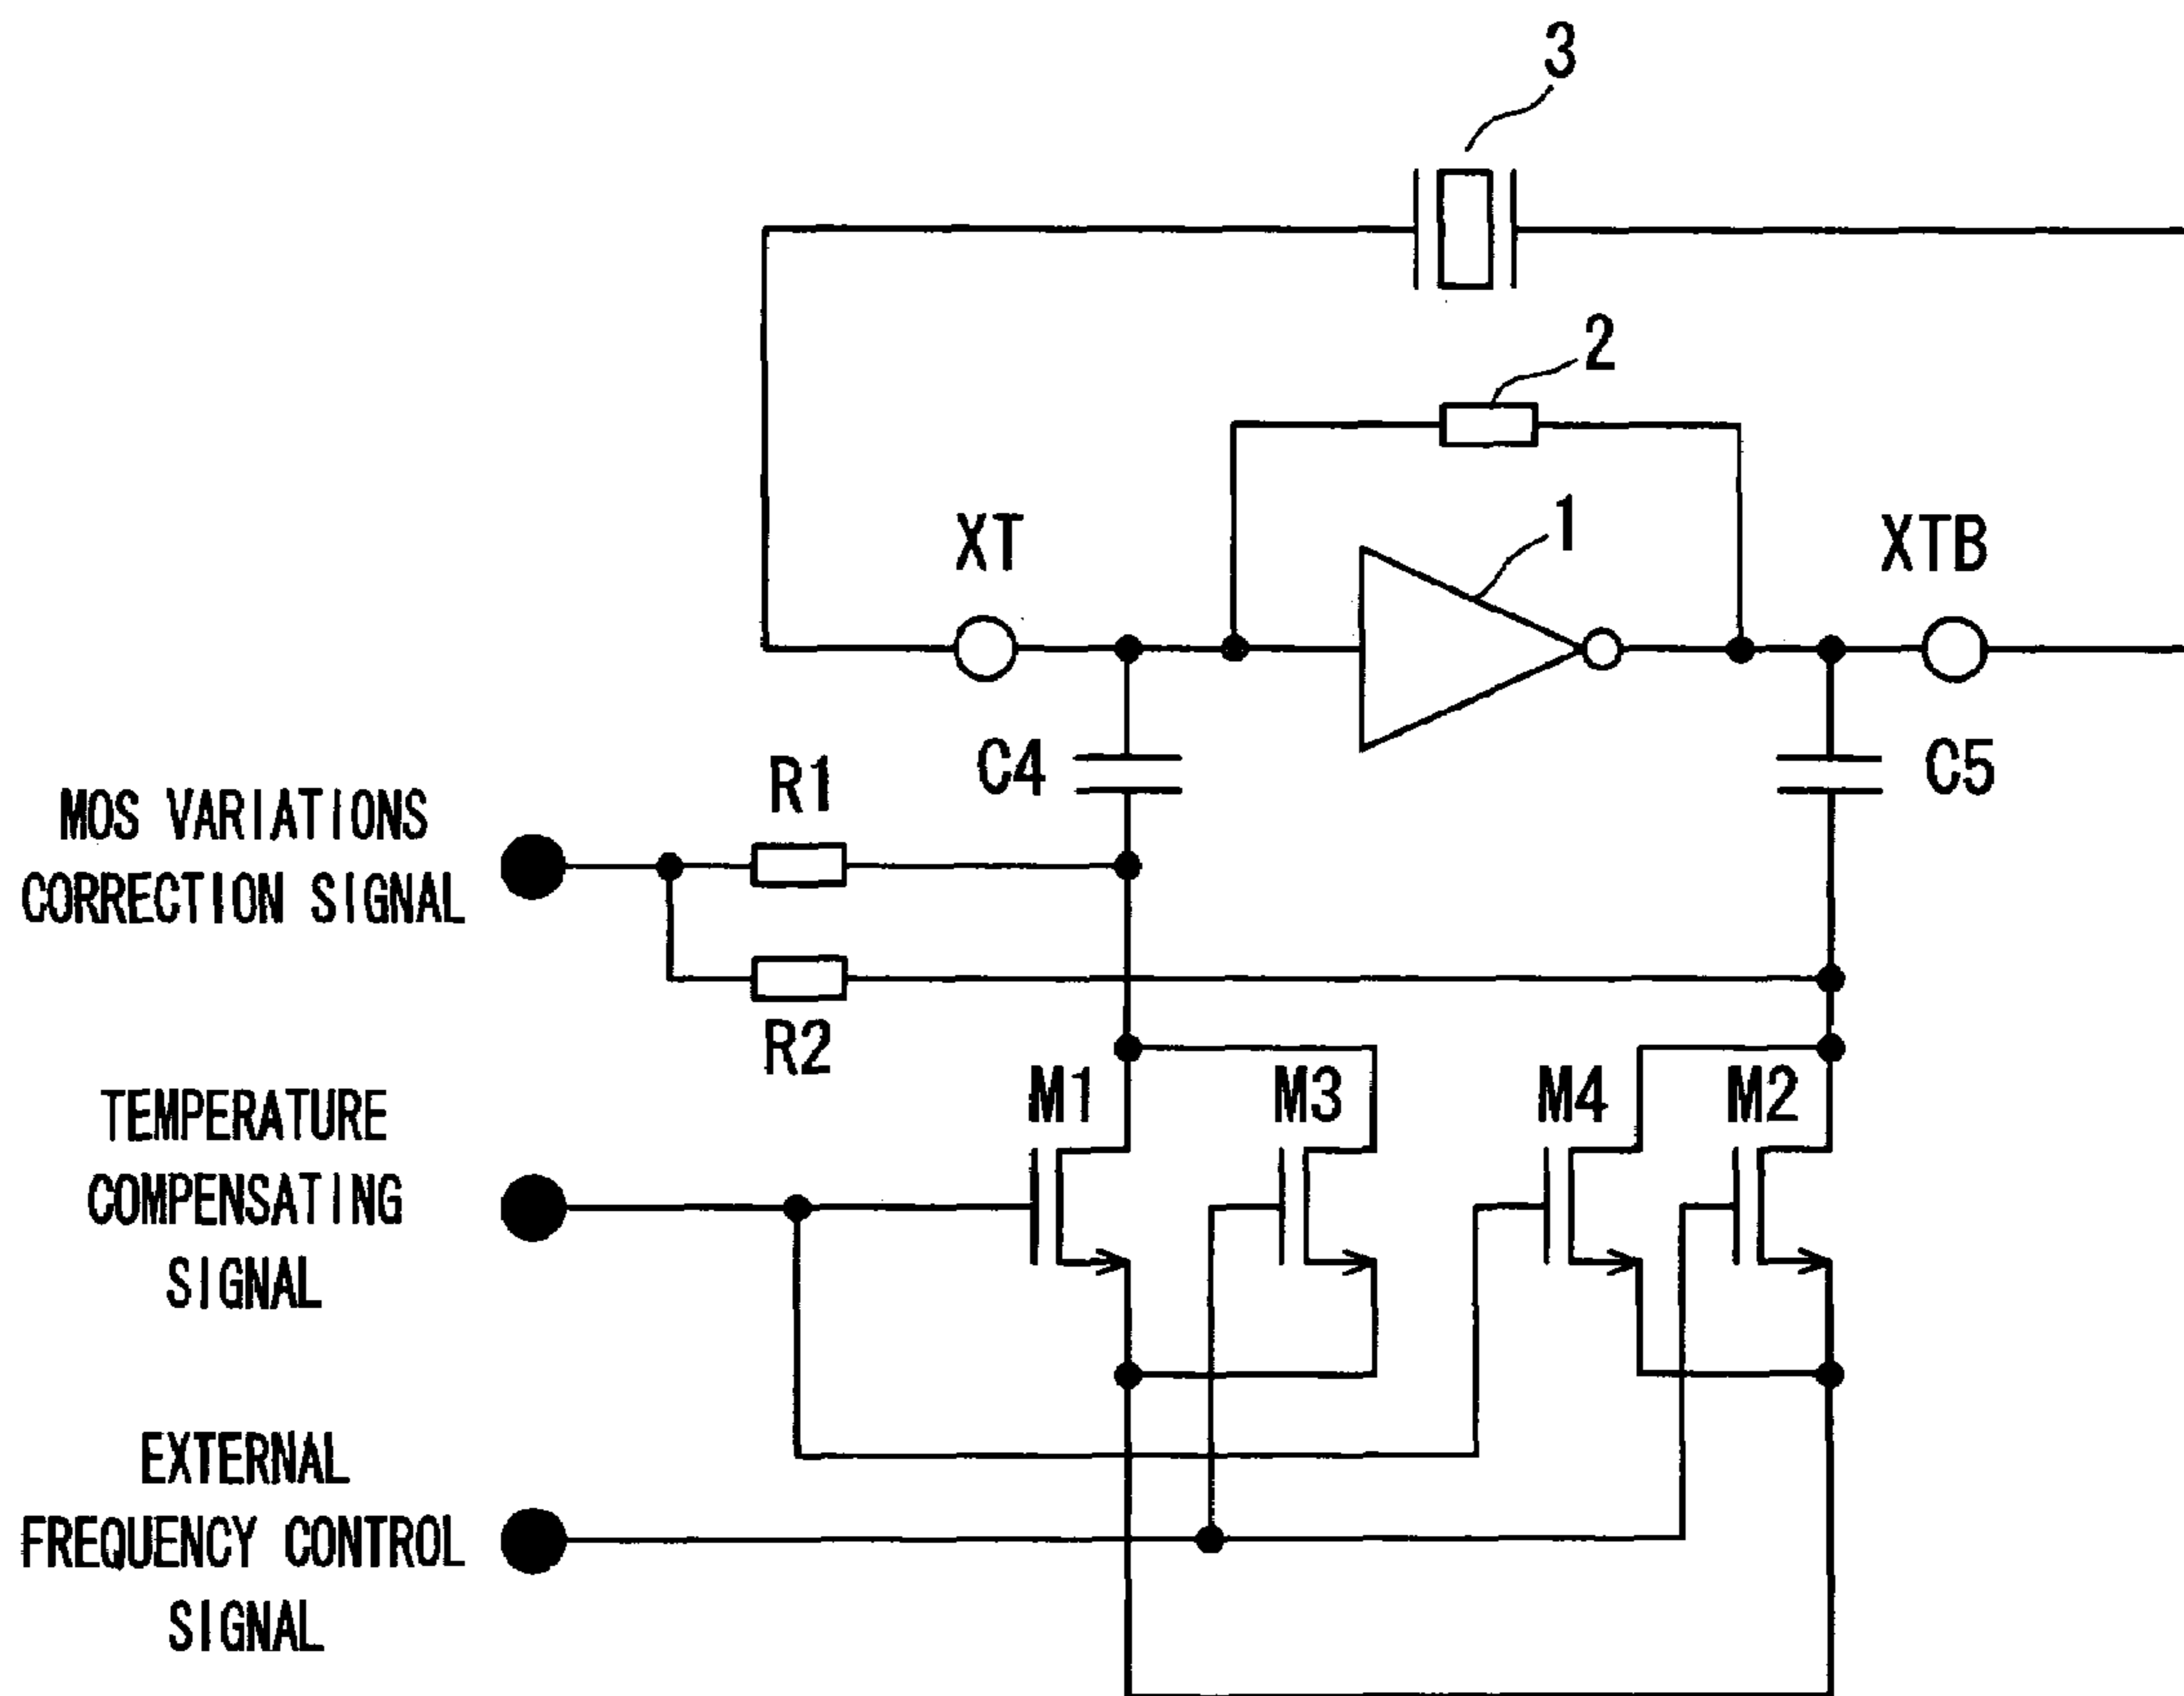 3
2
1
XT
XTB
C4
C5
R1
MOS VARIATIONS
CORRECTION SIGNAL
R2
M1
M3
M4
M2
TEMPERATURE
COMPENSATING
SIGNAL
EXTERNAL
FREQUENCY CONTROL
SIGNAL